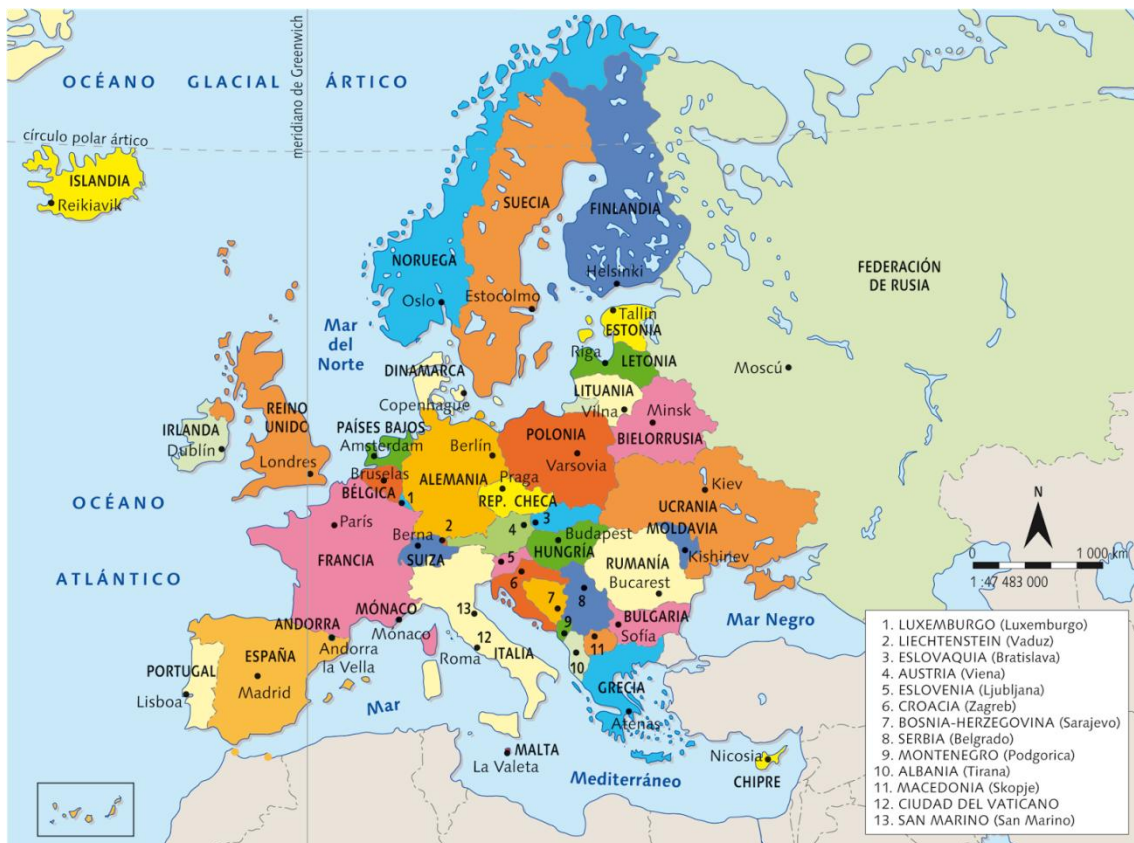 OCÉANO GLACIAL ÁRTICO
meridiano de Greenwich
círculo polar ártico
ISLANDIA
Reikiavik
SUECIA
FINLANDIA
NORUEGA
Helsinki
FEDERACIÓN
DE RUSIA
Oslo
Estocolmo
Tallin
ESTONIA
Mar
del
Norte
Riga
LETONIA
Moscú
DINAMARCA
LITUANIA
Copenhague
Vilna
Minsk
REINO
UNIDO
IRLANDA
Dublín
PAÍSES BAJOS
Amsterdam
Berlín
POLONIA
BIELORRUSIA
Londres
Bruselas
ALEMANIA
Varsovia
BÉLGICA
Praga
REP. CHECA
Kiev
UCRANIA
OCÉANO
1
París
2
4
3
Budapest
MOLDAVIA
N
Berna
SUIZA
HUNGRÍA
Kishiniev
FRANCIA
5
RUMANÍA
0 1 000 km
1 :47 483 000
ATLÁNTICO
6
Bucarest
7
8
MÓNACO
Mónaco
13
BULGARIA
Sofía
Mar Negro
ANDORRA
Andorra
la Vella
12
9
11
PORTUGAL
ESPAÑA
Roma
ITALIA
10
Lisboa
Madrid
GRECIA
Mar
Atenas
MALTA
La Valeta
Mediterráneo
Nicosia
CHIPRE
1. LUXEMBURGO (Luxemburgo)
2. LIECHTENSTEIN (Vaduz)
3. ESLOVAQUIA (Bratislava)
4. AUSTRIA (Viena)
5. ESLOVENIA (Ljubljana)
6. CROACIA (Zagreb)
7. BOSNIA-HERZEGOVINA (Sarajevo)
8. SERBIA (Belgrado)
9. MONTENEGRO (Podgorica)
10. ALBANIA (Tirana)
11. MACEDONIA (Skopje)
12. CIUDAD DEL VATICANO
13. SAN MARINO (San Marino)